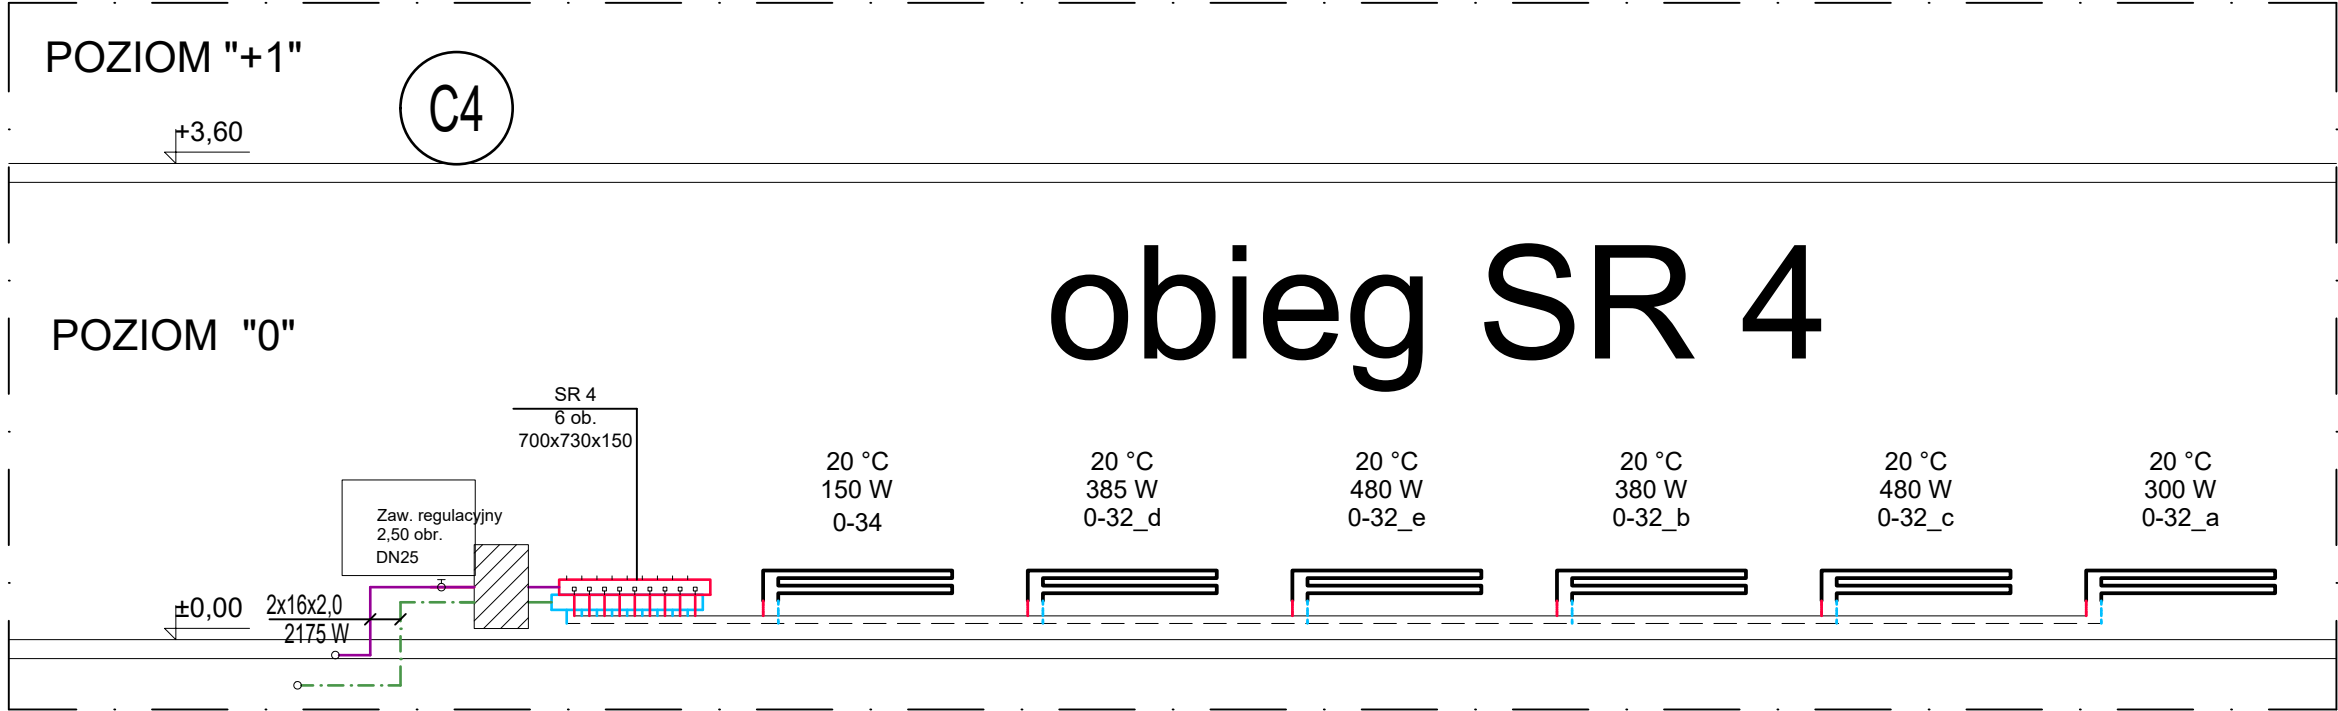 POZIOM "+1"
C4
+3,60
obieg SR 4
POZIOM "0"
SR 4
6 ob.
700x730x150
20 °C
150 W
0-34
20 °C
385 W
0-32_d
20 °C
480 W
0-32_e
20 °C
380 W
0-32_b
20 °C
480 W
0-32_c
20 °C
300 W
0-32_a
Zaw. regulacyjny
2,50 obr.
DN25
±0,00
2x16x2,0
2175 W